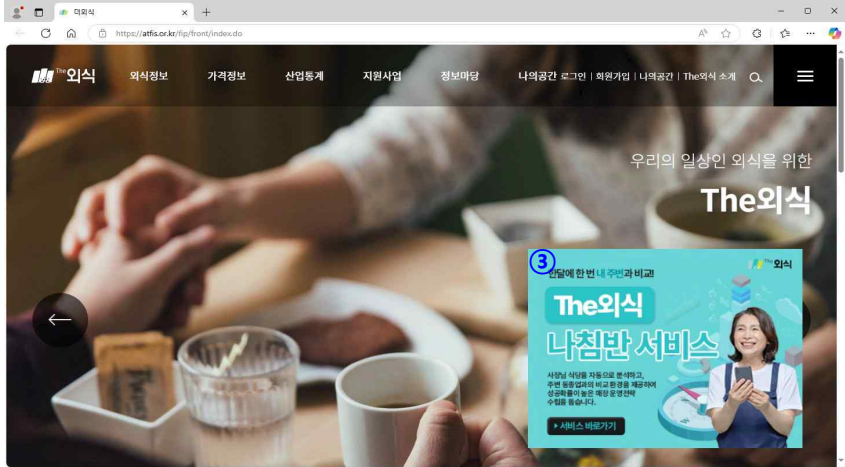 더외식
https://atfis.or.kr/fip/front/index.do
The외식
외식정보 가격정보 산업통계 지원사업 정보마당 나의공간 로그인 | 회원가입 | 나의공간 | The외식 소개
우리의 일상인 외식을 위한
The외식
③
한달에 한 번 내 주변과 비교!
The외식
The외식
나침반 서비스
사장님 식당을 자동으로 분석하고,
주변 동종업과의 비교 환경을 제공하여
성공확률이 높은 매장 운영전략
수립를 돕습니다.
▶ 서비스 바로가기